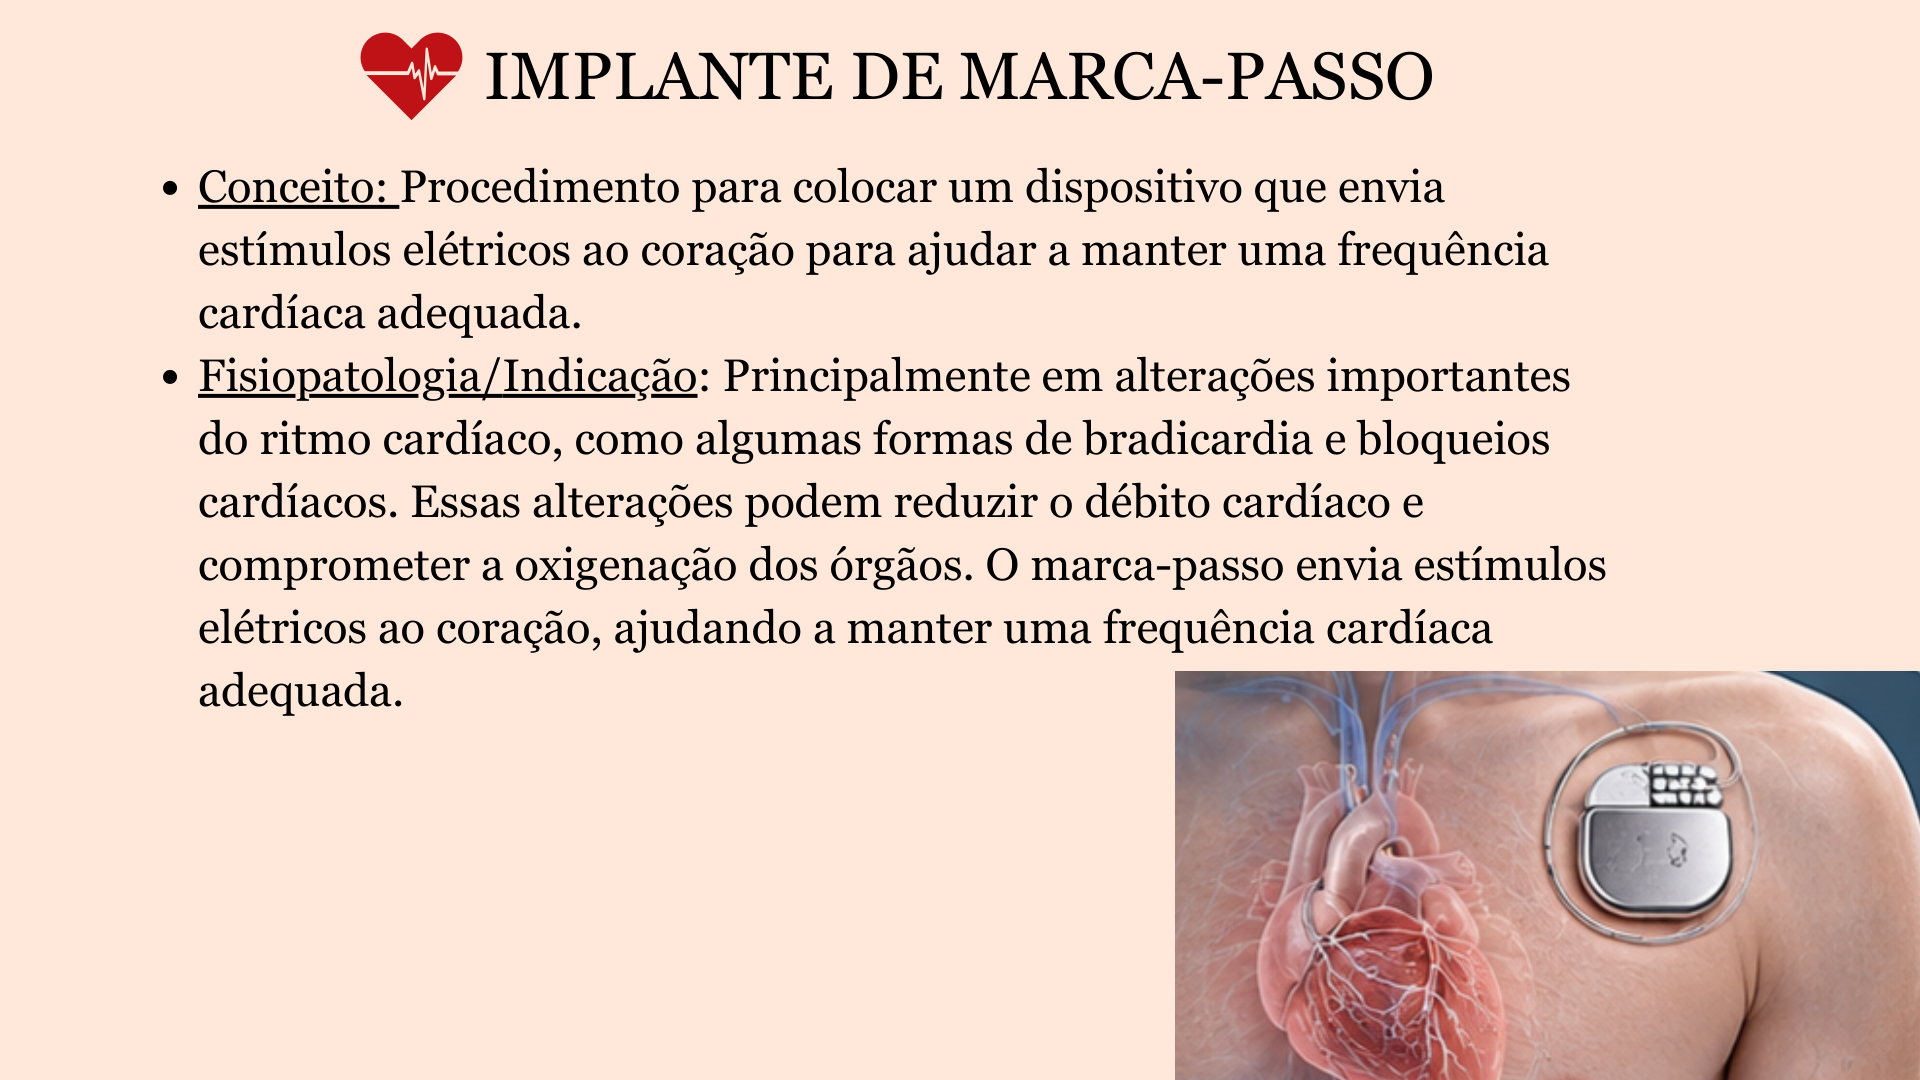 IMPLANTE DE MARCA-PASSO
• Conceito: Procedimento para colocar um dispositivo que envia
estímulos elétricos ao coração para ajudar a manter uma frequência
cardíaca adequada.
• Fisiopatologia/Indicação: Principalmente em alterações importantes
do ritmo cardíaco, como algumas formas de bradicardia e bloqueios
cardíacos. Essas alterações podem reduzir o débito cardíaco e
comprometer a oxigenação dos órgãos. O marca-passo envia estímulos
elétricos ao coração, ajudando a manter uma frequência cardíaca
adequada.